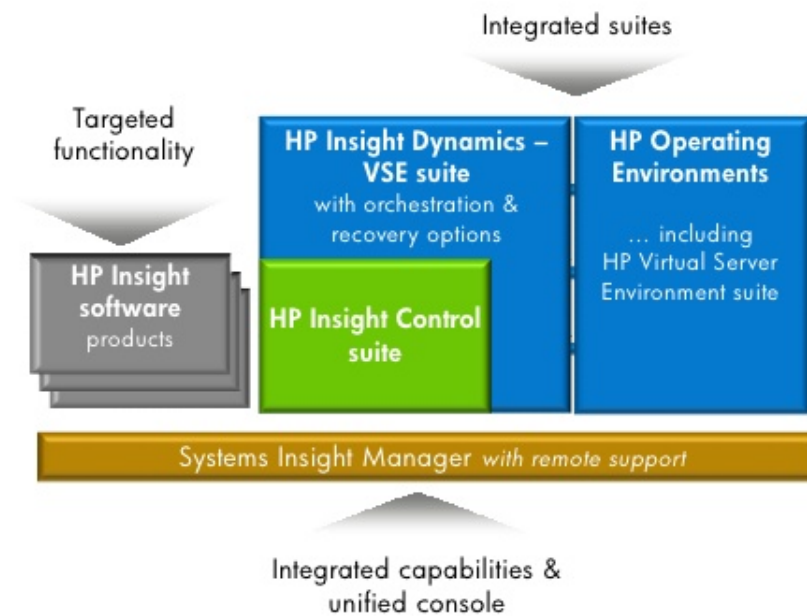 Integrated suites
Targeted
functionality
HP Insight Dynamics –
VSE suite
with orchestration &
recovery options
HP Operating
Environments
... including
HP Virtual Server
Environment suite
HP Insight
software
products
HP Insight Control
suite
Systems Insight Manager with remote support
Integrated capabilities &
unified console